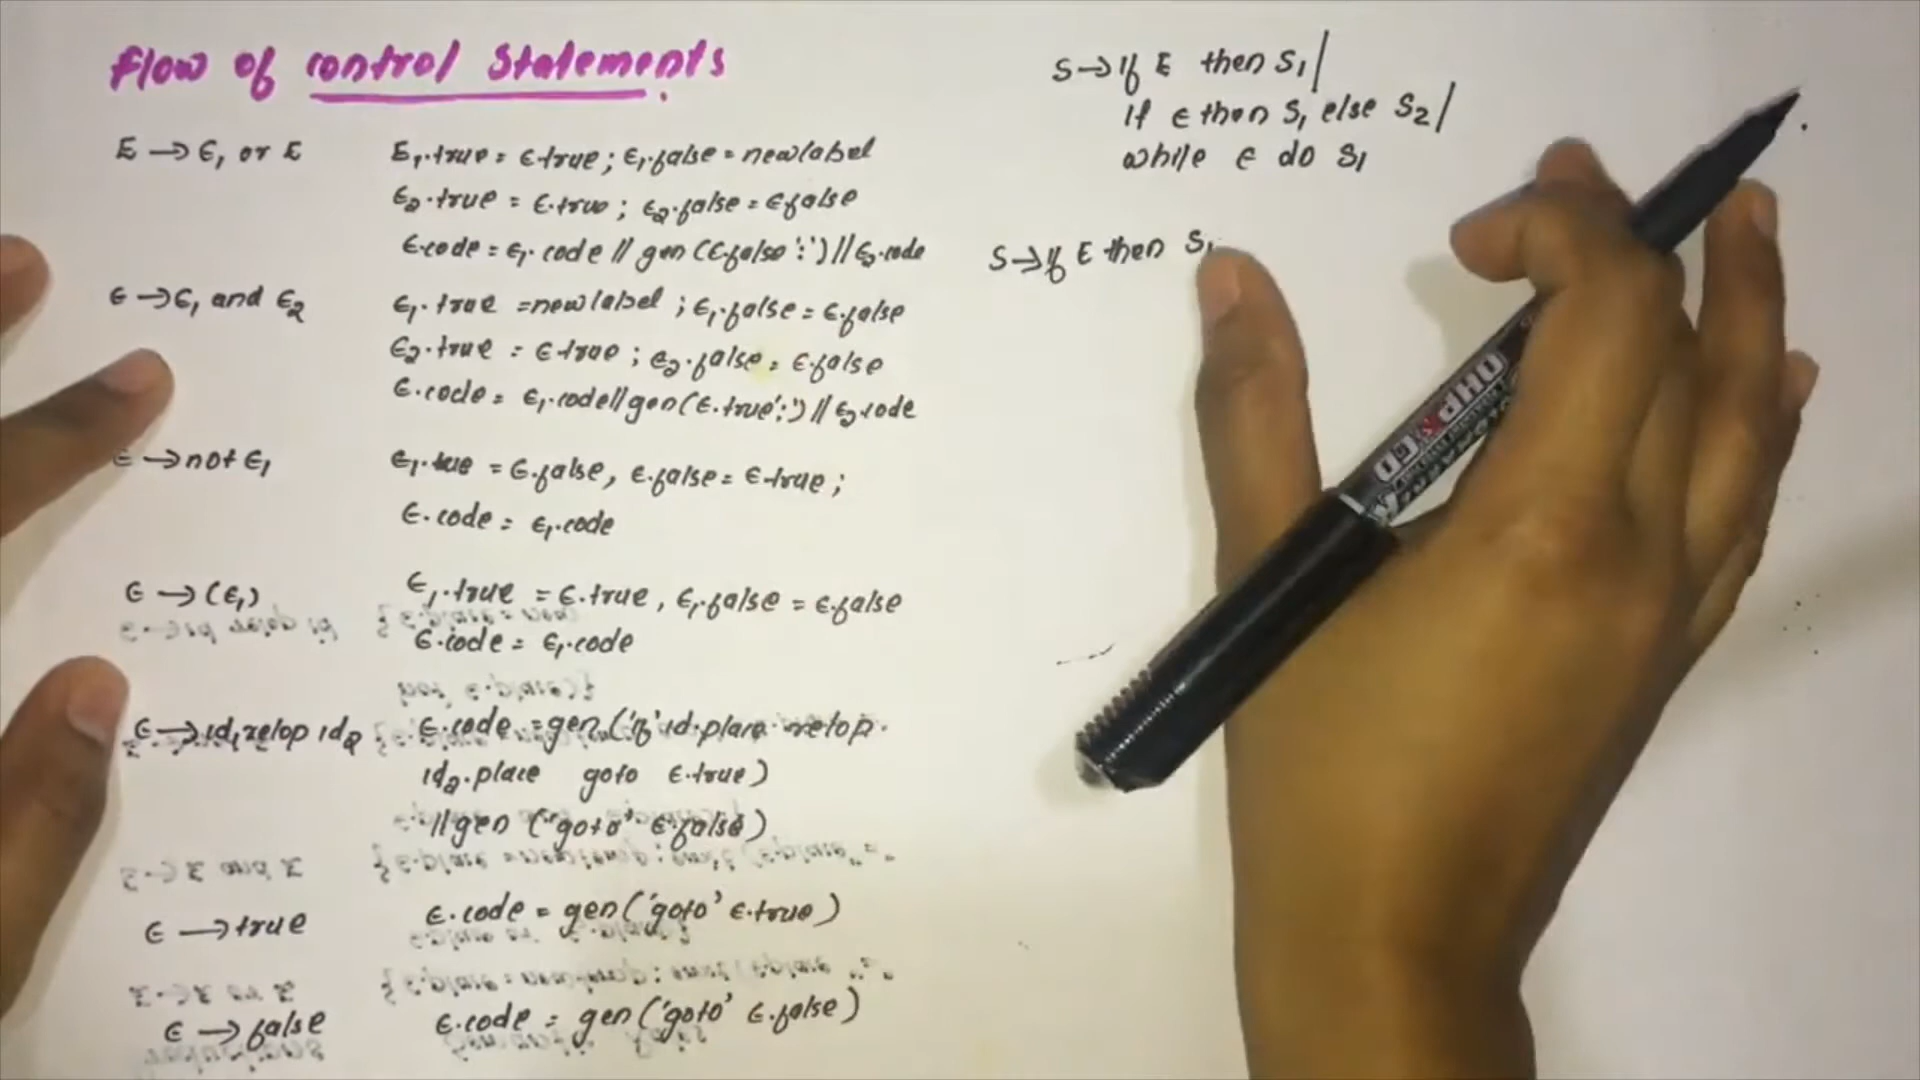 Flow of control statements
E → E1 or E
E1.true = E.true; E1.false = newlabel
E2.true = E.true; E2.false = E.false
E.code = E1.code // gen(E.false ':') // E2.code
E → E1 and E2
E1.true = newlabel; E1.false = E.false
E2.true = E.true; E2.false = E.false
E.code = E1.code // gen(E.true ':') // E2.code
E → not E1
E1.tue = E.false, E.false = E.true;
E.code = E1.code
E → (E1)
E1.true = E.true, E1.false = E.false
E.code = E1.code
E → id1 relop id2
E.code = gen('if' id.place relop.
id2.place goto E.true)
// gen ('goto' E.false)
E → true
E.code = gen('goto' E.true)
E → false
E.code = gen('goto' E.false)
S → If E then S1 |
If E then S1 else S2 |
while E do S1
S → If E then S1
OHP